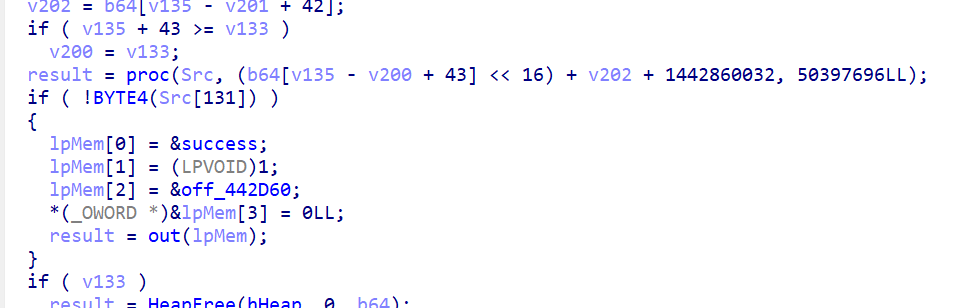 v202 = b64[v135 - v201 + 42];
if ( v135 + 43 >= v133 )
v200 = v133;
result = proc(Src, (b64[v135 - v200 + 43] << 16) + v202 + 1442860032, 50397696LL);
if ( !BYTE4(Src[131]) )
{
lpMem[0] = &success;
lpMem[1] = (LPVOID)1;
lpMem[2] = &off_442D60;
*(_OWORD *)&lpMem[3] = 0LL;
result = out(lpMem);
}
if ( v133 )
result = HeapFree(hHeap, 0, b64);